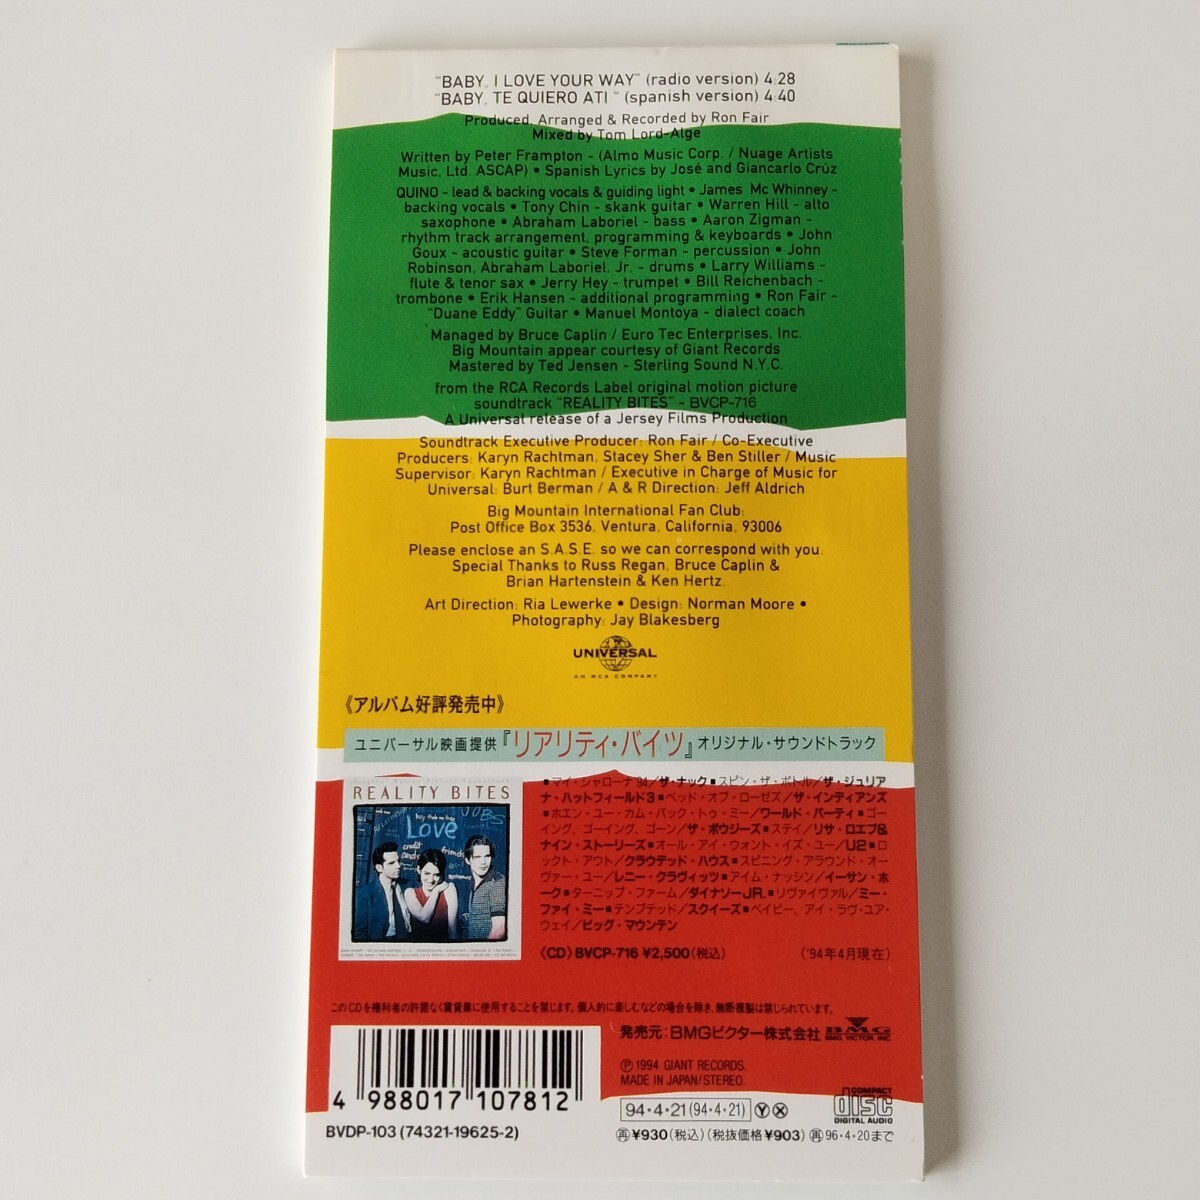 "BABY, I LOVE YOUR WAY" (radio version) 4:28
"BABY, TE QUIERO ATI " (spanish version) 4:40
Produced, Arranged & Recorded by Ron Fair
Mixed by Tom Lord-Alge
Written by Peter Frampton - (Almo Music Corp. / Nuage Artists
Music, Ltd. ASCAP) • Spanish Lyrics by José and Giancarlo Crúz
QUINO - lead & backing vocals & guiding light • James Mc Whinney -
backing vocals • Tony Chin - skank guitar • Warren Hill - alto
saxophone • Abraham Laboriel - bass • Aaron Zigman -
rhythm track arrangement, programming & keyboards • John
Goux - acoustic guitar • Steve Forman - percussion • John
Robinson, Abraham Laboriel, Jr. - drums • Larry Williams -
flute & tenor sax • Jerry Hey - trumpet • Bill Reichenbach -
trombone • Erik Hansen - additional programming • Ron Fair -
"Duane Eddy" Guitar • Manuel Montoya - dialect coach
Managed by Bruce Caplin / Euro Tec Enterprises, Inc.
Big Mountain appear courtesy of Giant Records
Mastered by Ted Jensen - Sterling Sound N.Y.C.
from the RCA Records Label original motion picture
soundtrack "REALITY BITES" - BVCP-716
A Universal release of a Jersey Films Production
Soundtrack Executive Producer: Ron Fair / Co-Executive
Producers: Karyn Rachtman, Stacey Sher & Ben Stiller / Music
Supervisor: Karyn Rachtman / Executive in Charge of Music for
Universal: Burt Berman / A & R Direction: Jeff Aldrich
Big Mountain International Fan Club:
Post Office Box 3536, Ventura, California, 93006
Please enclose an S.A.S.E. so we can correspond with you.
Special Thanks to Russ Regan, Bruce Caplin &
Brian Hartenstein & Ken Hertz.
Art Direction: Ria Lewerke • Design: Norman Moore •
Photography: Jay Blakesberg
UNIVERSAL
AN MCA COMPANY
《アルバム好評発売中》
ユニバーサル映画提供『リアリティ・バイツ』オリジナル・サウンドトラック
REALITY BITES
Love
■マイ・シャローナ'94/ザ・ナック■スピン・ザ・ボトル/ザ・ジュリア
ナ・ハットフィールド3■ベッド・オブ・ローゼズ/ザ・インディアンズ
■ホエン・ユー・カム・バック・トゥ・ミー/ワールド・パーティ■ゴー
イング、ゴーイング、ゴーン/ザ・ポウジーズ■ステイ/リサ・ロエブ&
ナイン・ストーリーズ■オール・アイ・ウォント・イズ・ユー/U2■ロ
ックト・アウト/クラウデッド・ハウス■スピニング・アラウンド・オー
ヴァー・ユー/レニー・クラヴィッツ■アイム・ナッシン/イーサン・ホ
ーク■ターニップ・ファーム/ダイナソーJR.■リヴァイヴァル/ミー・
ファイ・ミー■テンプテッド/スクイーズ■ベイビー、アイ・ラヴ・ユア・
ウェイ/ビッグ・マウンテン
〈CD〉BVCP-716 ¥2,500(税込) ('94年4月現在)
このCDを権利者の許諾なく賃貸業に使用することを禁じます。個人的に楽しむなどの場合を除き、無断複製は禁じられています。
発売元:BMGビクター株式会社 BMG BMG VICTOR, INC.
Ⓟ1994 GIANT RECORDS.
MADE IN JAPAN/STEREO.
4 988017 107812
94・4・21(94・4・21) Ⓨ Ⓧ
COMPACT disc DIGITAL AUDIO
BVDP-103 (74321-19625-2)
㊢¥930(税込)(税抜価格¥903) ㊢96・4・20まで